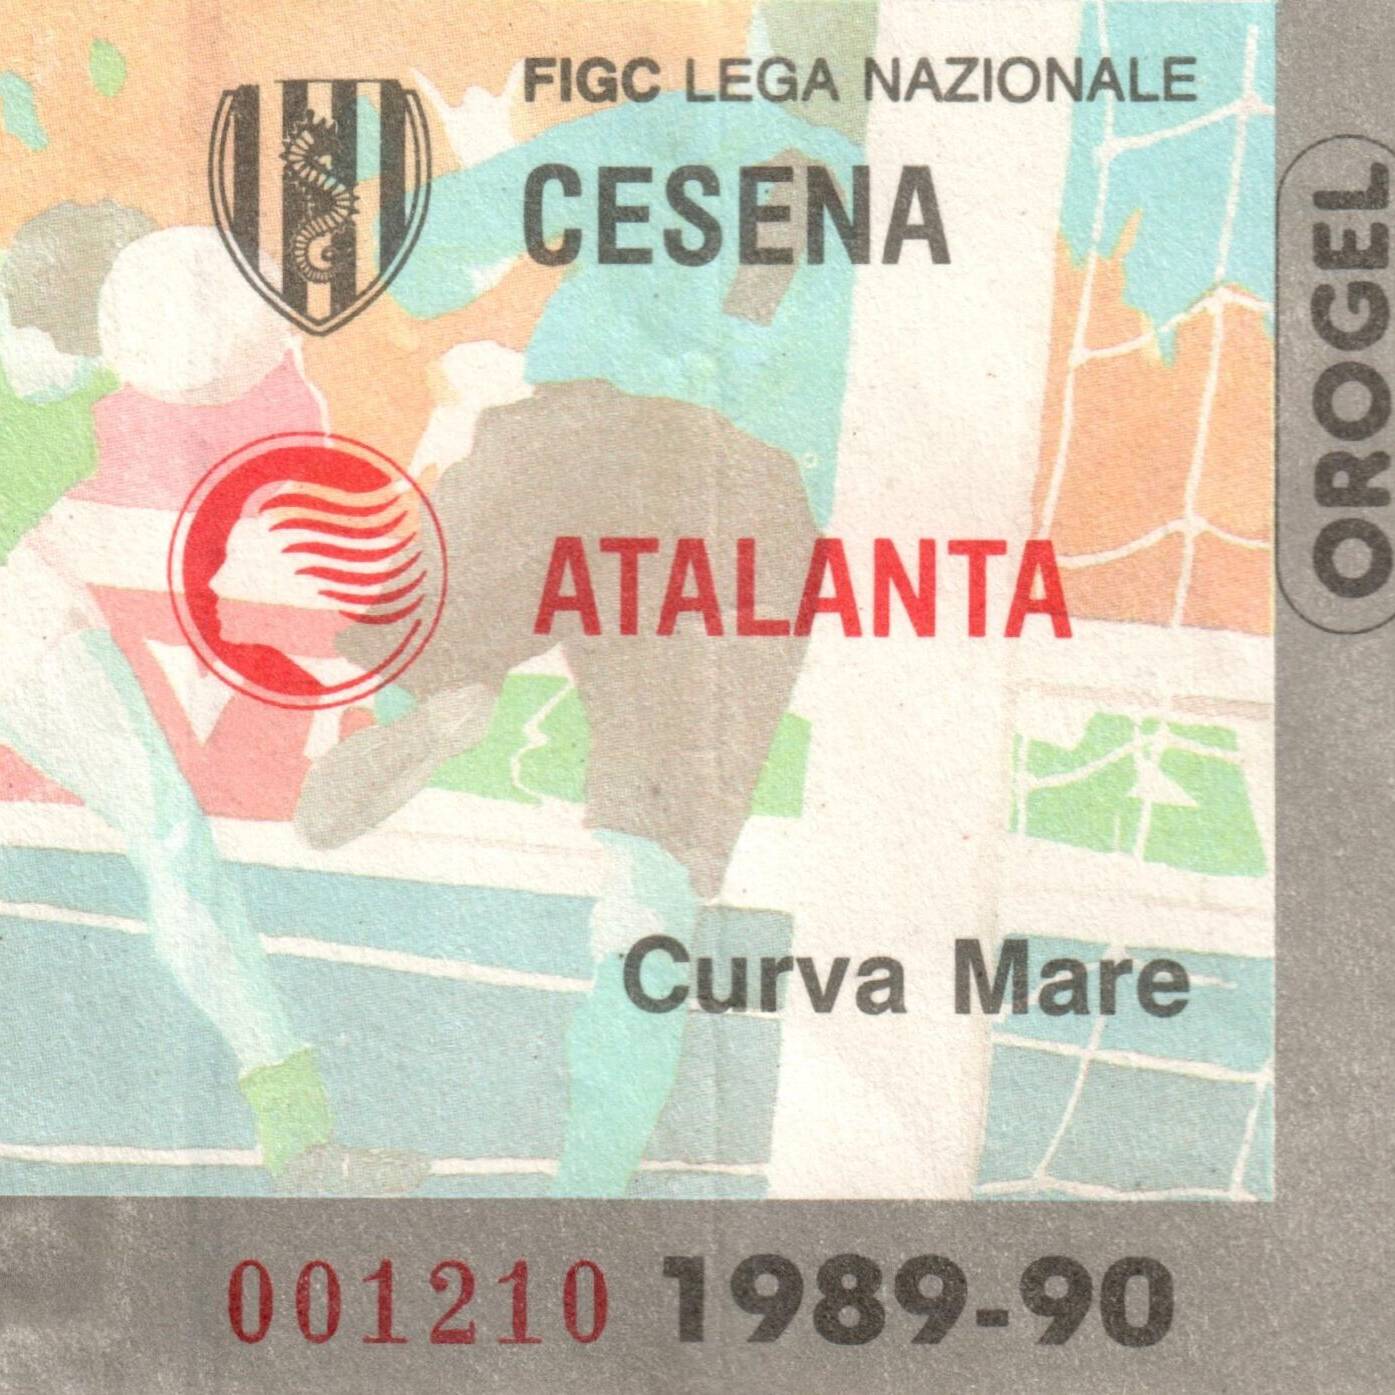 FIGC LEGA NAZIONALE
CESENA
ATALANTA
Curva Mare
001210 1989-90
OROGEL